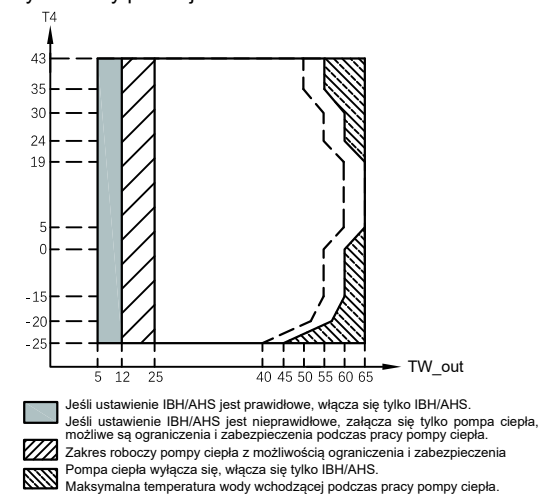 T4
43
35
30
24
19
5
0
-15
-20
-25
5 12 25 40 45 50 55 60 65
TW_out
Jeśli ustawienie IBH/AHS jest prawidłowe, włącza się tylko IBH/AHS.
Jeśli ustawienie IBH/AHS jest nieprawidłowe, załącza się tylko pompa ciepła,
możliwe są ograniczenia i zabezpieczenia podczas pracy pompy ciepła.
Zakres roboczy pompy ciepła z możliwością ograniczenia i zabezpieczenia
Pompa ciepła wyłącza się, włącza się tylko IBH/AHS.
Maksymalna temperatura wody wchodzącej podczas pracy pompy ciepła.